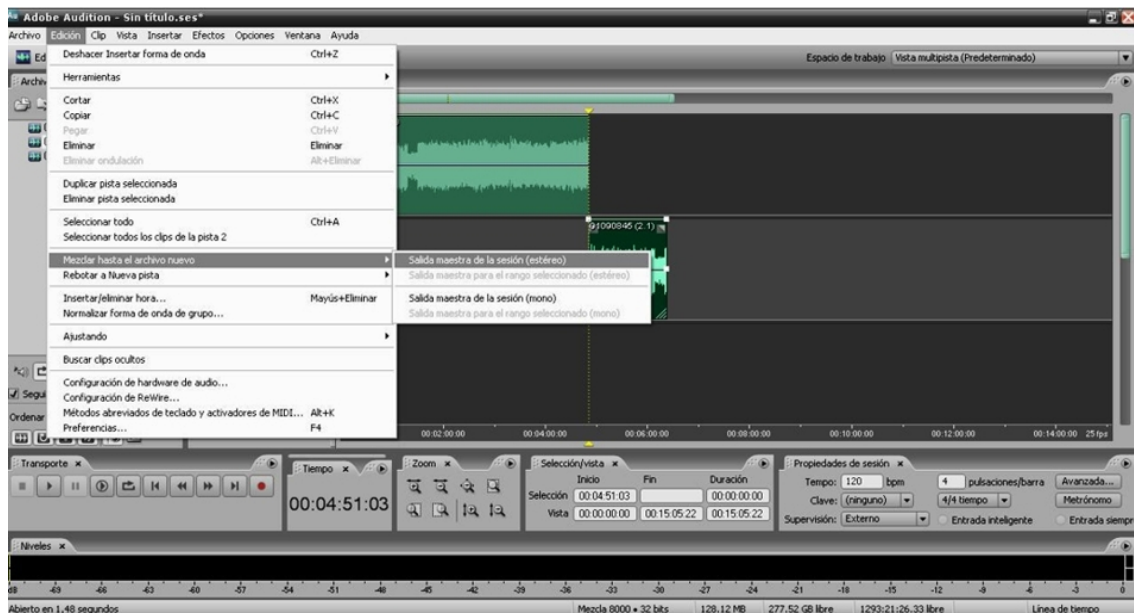 Adobe Audition - Sin título.ses*
Archivo Edición Clip Vista Insertar Efectos Opciones Ventana Ayuda
Ed
Espacio de trabajo Vista multipista (Predeterminado)
Deshacer Insertar forma de onda Ctrl+Z
Herramientas
Cortar Ctrl+X
Copiar Ctrl+C
Pegar Ctrl+V
Eliminar Eliminar
Eliminar ondulación Alt+Eliminar
Duplicar pista seleccionada
Eliminar pista seleccionada
Seleccionar todo Ctrl+A
Seleccionar todos los clips de la pista 2
Mezclar hasta el archivo nuevo
Rebotar a Nueva pista
Insertar/eliminar hora... Mayús+Eliminar
Normalizar forma de onda de grupo...
Ajustando
Buscar clips ocultos
Configuración de hardware de audio...
Configuración de ReWire...
Métodos abreviados de teclado y activadores de MIDI... Alt+K
Preferencias... F4
Salida maestra de la sesión (estéreo)
Salida maestra para el rango seleccionado (estéreo)
Salida maestra de la sesión (mono)
Salida maestra para el rango seleccionado (mono)
Archiv
91090845 (2.1)
Segui
Ordenar
00:02:00:00 00:04:00:00 00:06:00:00 00:08:00:00 00:10:00:00 00:12:00:00 00:14:00:00 25 fps
Transporte
Tiempo
00:04:51:03
Zoom
Selección/vista
Inicio Fin Duración
Selección 00:04:51:03 00:00:00:00
Vista 00:00:00:00 00:15:05:22 00:15:05:22
Propiedades de sesión
Tempo: 120 bpm 4 pulsaciones/barra Avanzada...
Clave: (ninguno) 4/4 tiempo Metrónomo
Supervisión: Externo Entrada inteligente Entrada siempr
Niveles
dB -69 -66 -63 -60 -57 -54 -51 -48 -45 -42 -39 -36 -33 -30 -27 -24 -21 -18 -15 -12 -9 -6 -3 0
Abierto en 1,48 segundos Mezcla 8000 • 32 bits 128.12 MB 277.52 GB libre 1293:21:26.33 libre Línea de tiempo